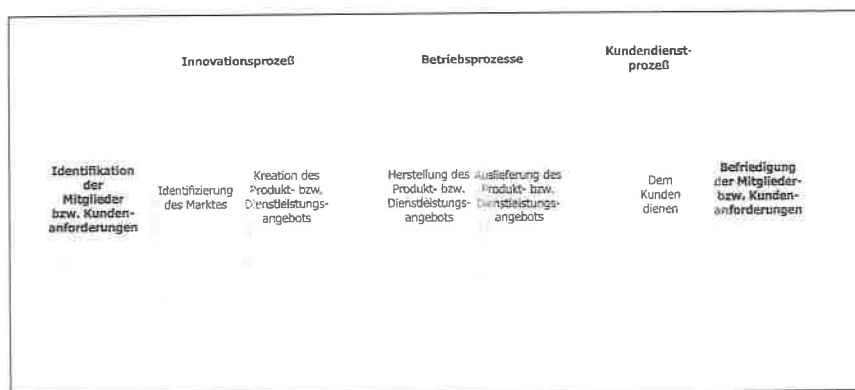 Innovationsprozeß
Betriebsprozesse
Kundendienst-
prozeß
Identifikation
der
Mitglieder
bzw. Kunden-
anforderungen
Identifizierung
des Marktes
Kreation des
Produkt- bzw.
Dienstleistungs-
angebots
Herstellung des
Produkt- bzw.
Dienstleistungs-
angebots
Auslieferung des
Produkt- bzw.
Dienstleistungs-
angebots
Dem
Kunden
dienen
Befriedigung
der Mitglieder-
bzw. Kunden-
anforderungen